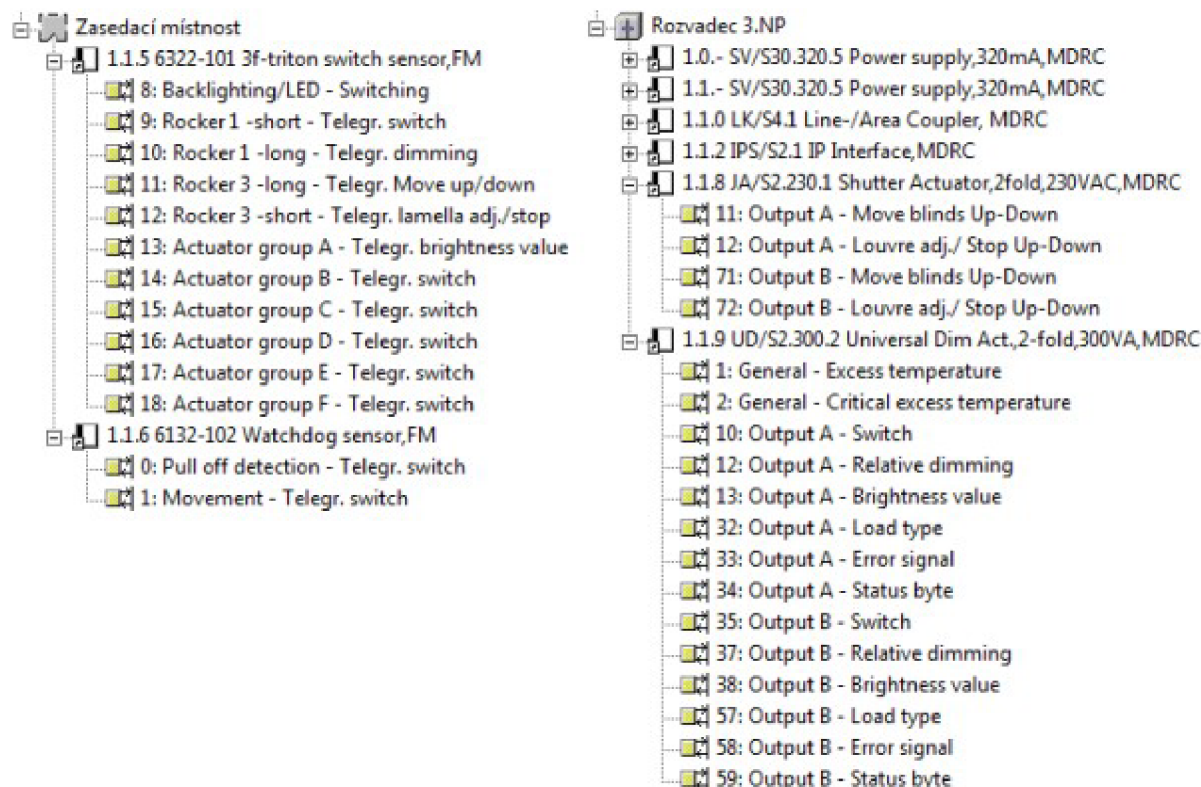 Zasedací místnost
1.1.5 6322-101 3f-triton switch sensor,FM
8: Backlighting/LED - Switching
9: Rocker 1 -short - Telegr. switch
10: Rocker 1 -long - Telegr. dimming
11: Rocker 3 -long - Telegr. Move up/down
12: Rocker 3 -short - Telegr. lamella adj./stop
13: Actuator group A - Telegr. brightness value
14: Actuator group B - Telegr. switch
15: Actuator group C - Telegr. switch
16: Actuator group D - Telegr. switch
17: Actuator group E - Telegr. switch
18: Actuator group F - Telegr. switch
1.1.6 6132-102 Watchdog sensor,FM
0: Pull off detection - Telegr. switch
1: Movement - Telegr. switch
Rozvadec 3.NP
1.0.- SV/S30.320.5 Power supply,320mA,MDRC
1.1.- SV/S30.320.5 Power supply,320mA,MDRC
1.1.0 LK/S4.1 Line-/Area Coupler, MDRC
1.1.2 IPS/S2.1 IP Interface,MDRC
1.1.8 JA/S2.230.1 Shutter Actuator,2fold,230VAC,MDRC
11: Output A - Move blinds Up-Down
12: Output A - Louvre adj./ Stop Up-Down
71: Output B - Move blinds Up-Down
72: Output B - Louvre adj./ Stop Up-Down
1.1.9 UD/S2.300.2 Universal Dim Act.,2-fold,300VA,MDRC
1: General - Excess temperature
2: General - Critical excess temperature
10: Output A - Switch
12: Output A - Relative dimming
13: Output A - Brightness value
32: Output A - Load type
33: Output A - Error signal
34: Output A - Status byte
35: Output B - Switch
37: Output B - Relative dimming
38: Output B - Brightness value
57: Output B - Load type
58: Output B - Error signal
59: Output B - Status byte